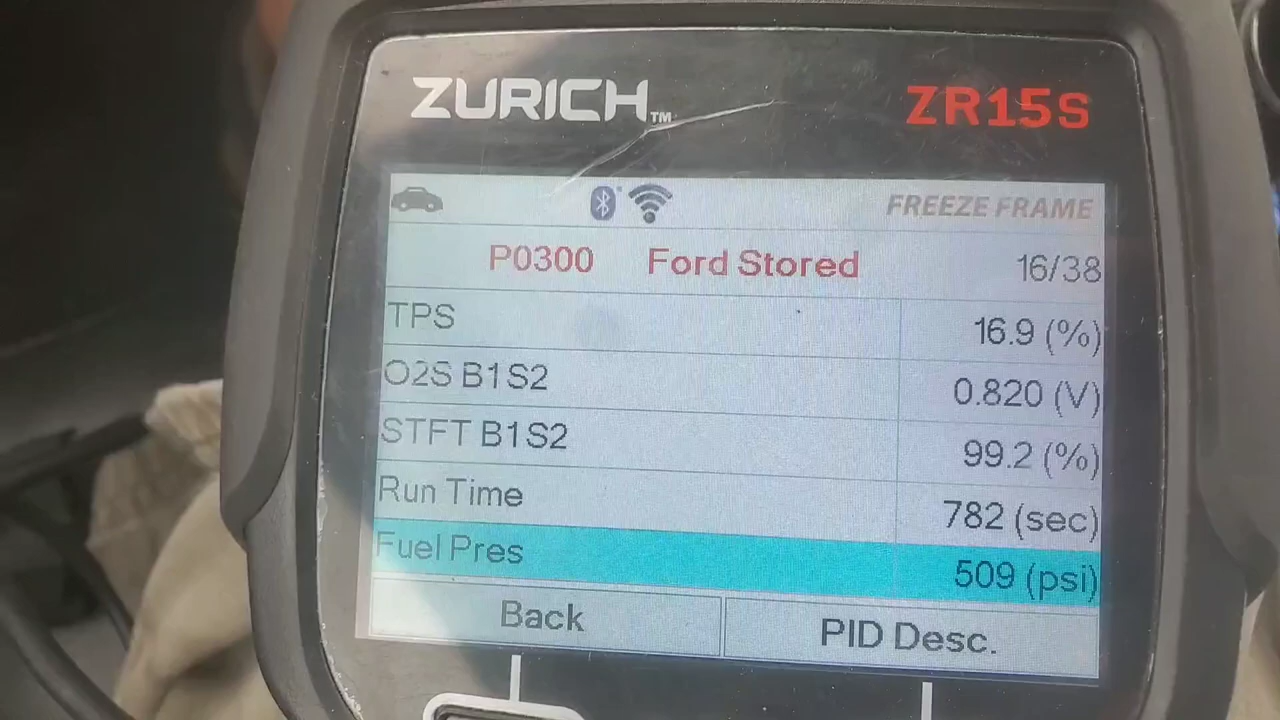 ZURICH™ ZR15S
FREEZE FRAME
P0300 Ford Stored 16/38
TPS 16.9 (%)
O2S B1S2 0.820 (V)
STFT B1S2 99.2 (%)
Run Time 782 (sec)
Fuel Pres 509 (psi)
Back PID Desc.